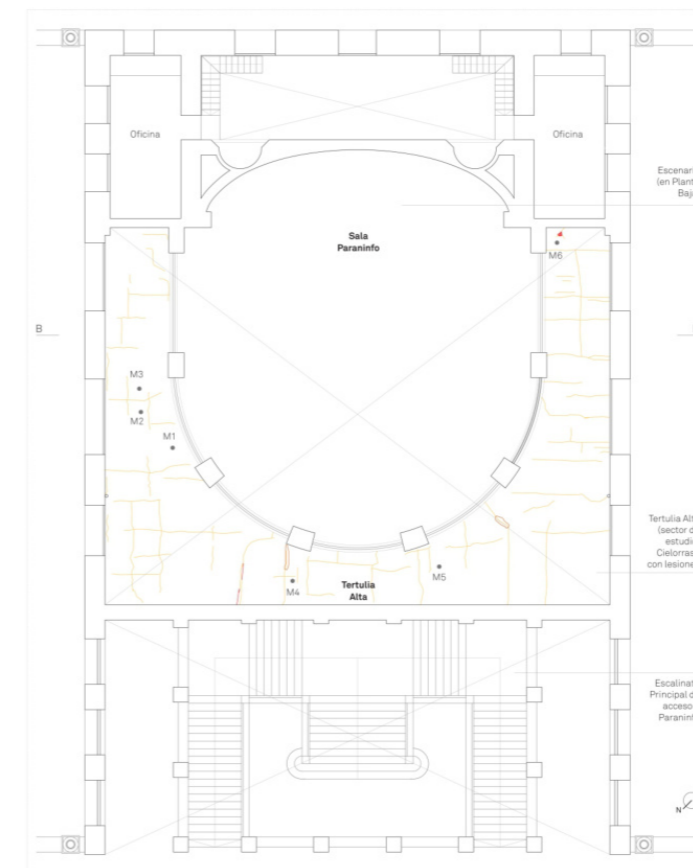 Oficina
Oficina
Escenari
(en Plant
Baj
Sala
Paraninfo
M6
B
M3
M2
M1
Tertulia Alt
(sector d
estudi
Cielorras
con lesione
M5
M4
Tertulia
Alta
Escalinat
Principal d
acceso
Paraninf
N